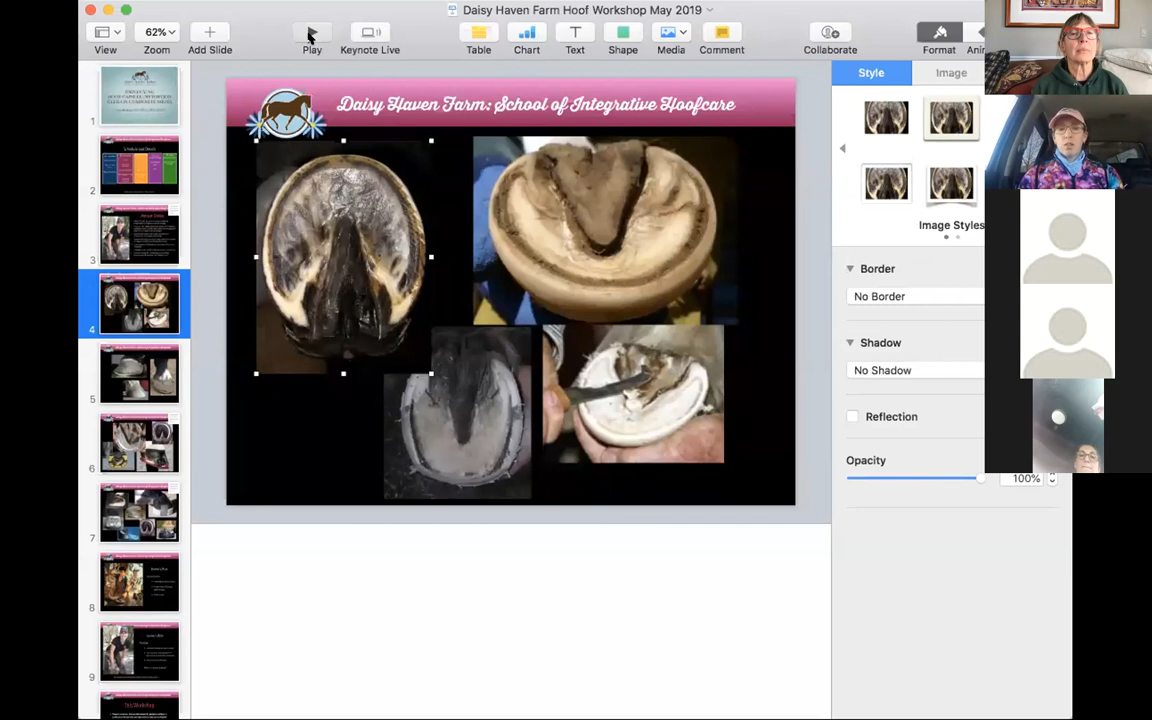 Daisy Haven Farm Hoof Workshop May 2019
62%
View
Zoom
Add Slide
Play
Keynote Live
Table
Chart
Text
Shape
Media
Comment
Collaborate
Format
Style
Image
Daisy Haven Farm: School of Integrative Hoofcare
Image Styles
Border
No Border
Shadow
No Shadow
Reflection
Opacity
100%
1
2
3
4
5
6
7
8
9